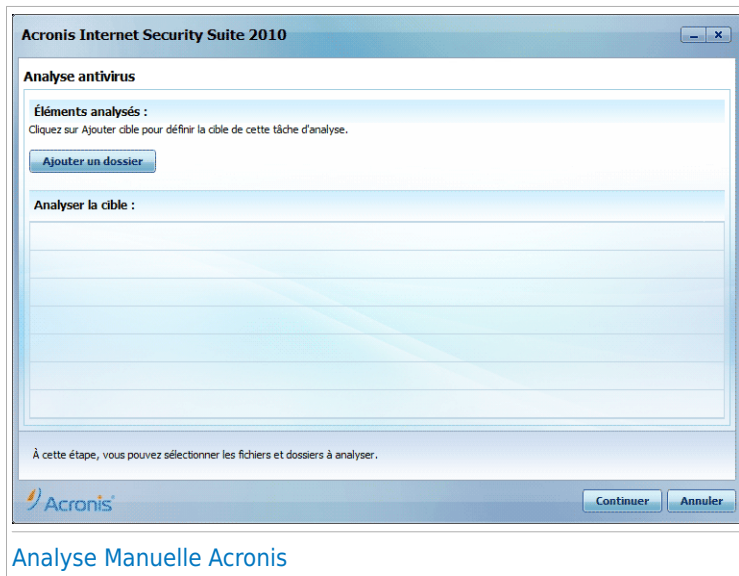 Acronis Internet Security Suite 2010
Analyse antivirus
Éléments analysés :
Cliquez sur Ajouter cible pour définir la cible de cette tâche d'analyse.
Ajouter un dossier
Analyser la cible :
À cette étape, vous pouvez sélectionner les fichiers et dossiers à analyser.
Acronis
Continuer Annuler
Analyse Manuelle Acronis